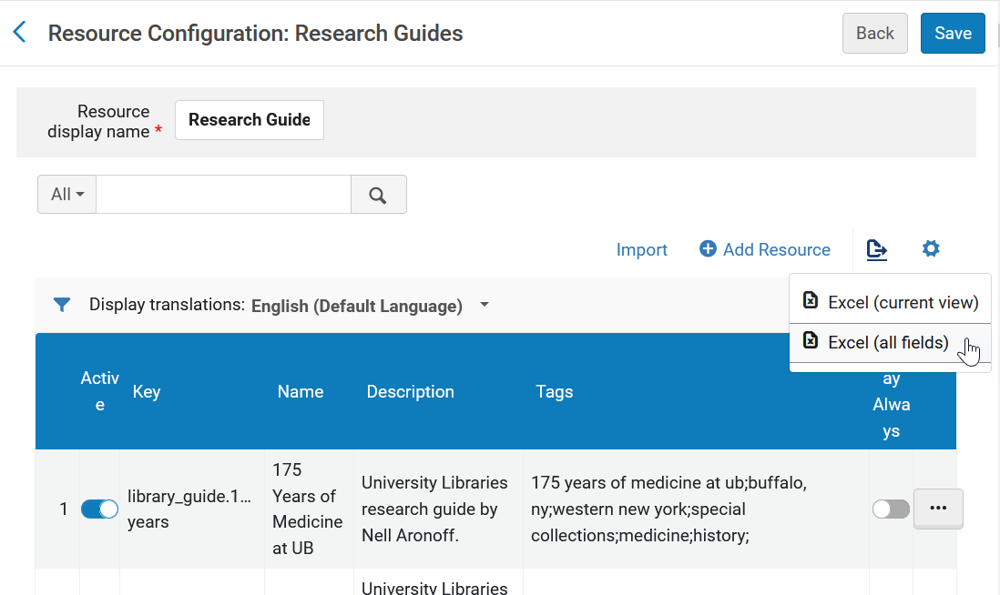 Resource Configuration: Research Guides
Back
Save
Resource
display name *
Research Guide
All
Import
Add Resource
Display translations: English (Default Language)
Excel (current view)
Excel (all fields)
Activ
e
Key
Name
Description
Tags
ay
Alwa
ys
1
library_guide.1...
years
175
Years of
Medicine
at UB
University Libraries
research guide by
Nell Aronoff.
175 years of medicine at ub;buffalo,
ny;western new york;special
collections;medicine;history;
...
University Libraries